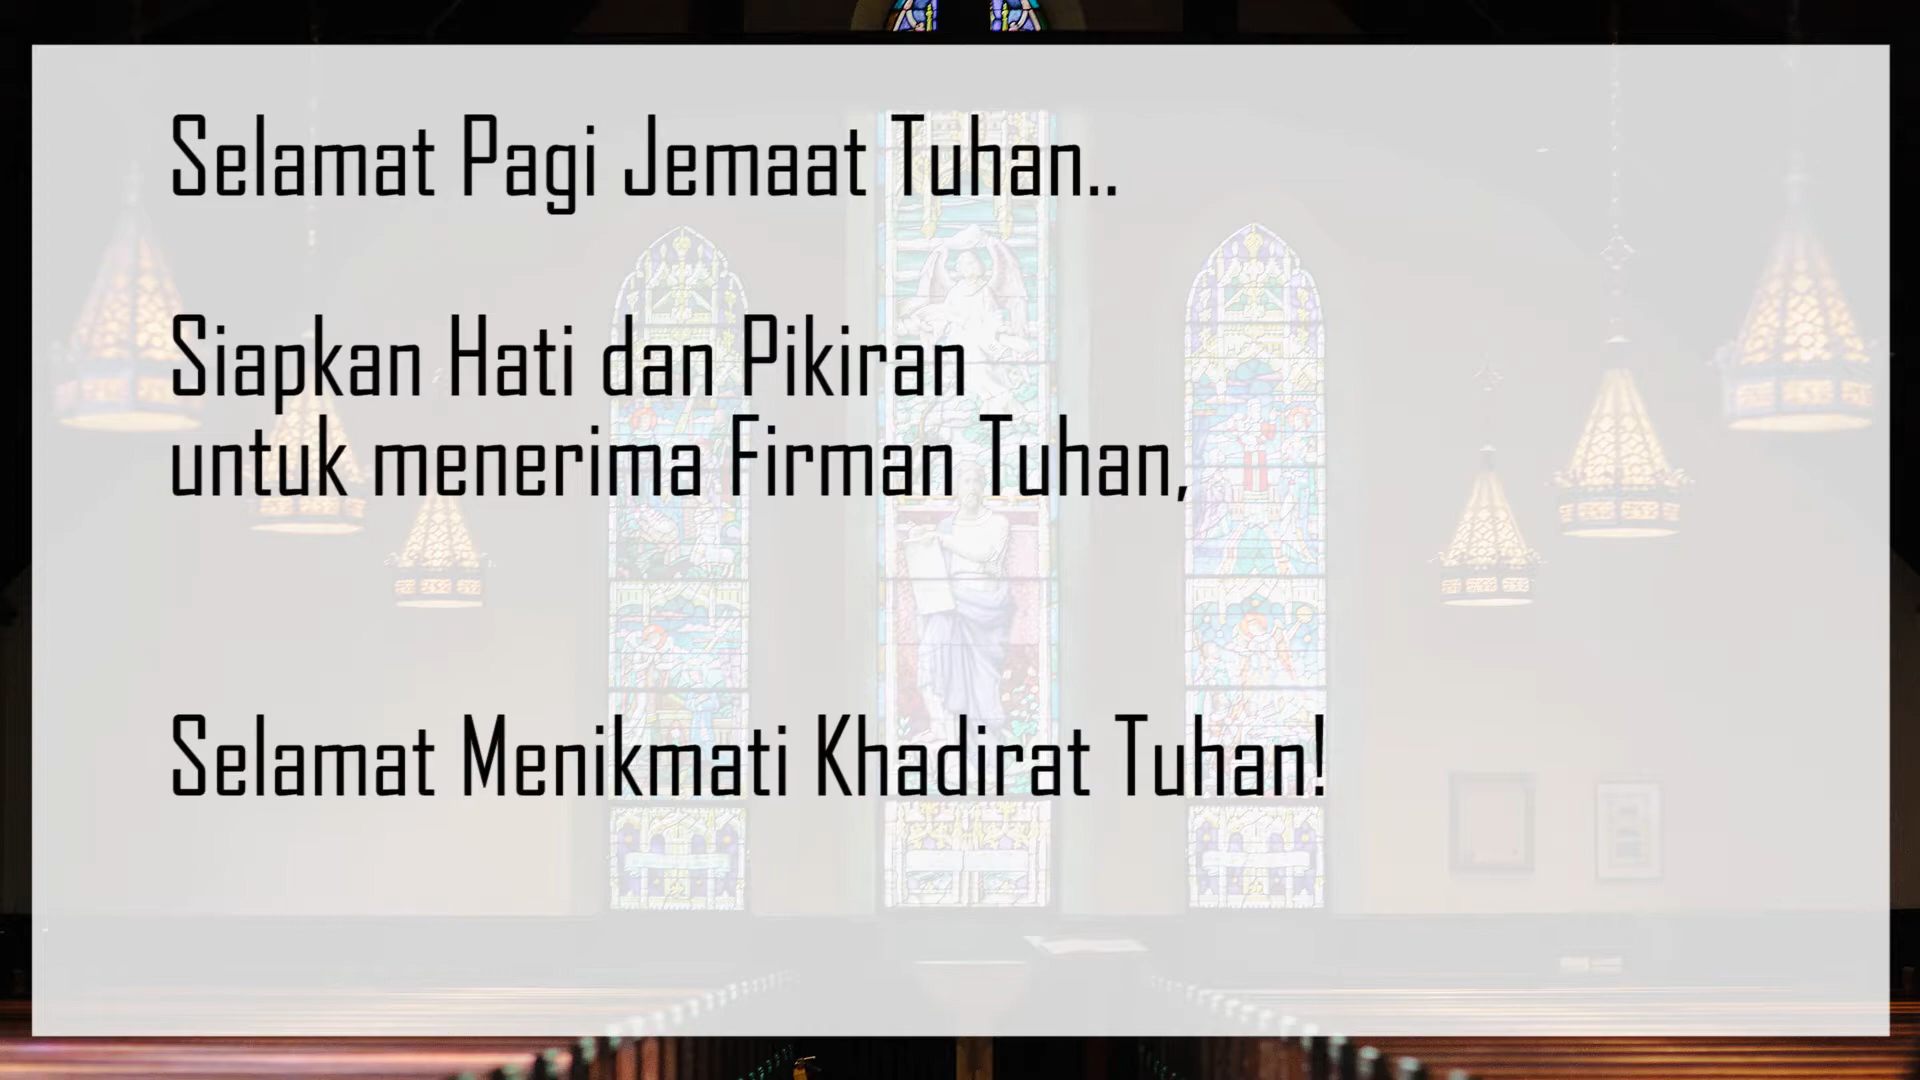 Selamat Pagi Jemaat Tuhan..
Siapkan Hati dan Pikiran
untuk menerima Firman Tuhan,
Selamat Menikmati Khadirat Tuhan!